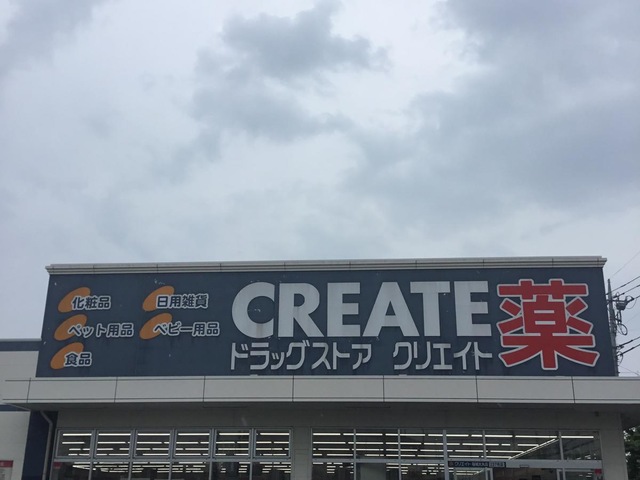 化粧品
日用雑貨
ペット用品
ベビー用品
食品
CREATE
ドラッグストア クリエイト
薬